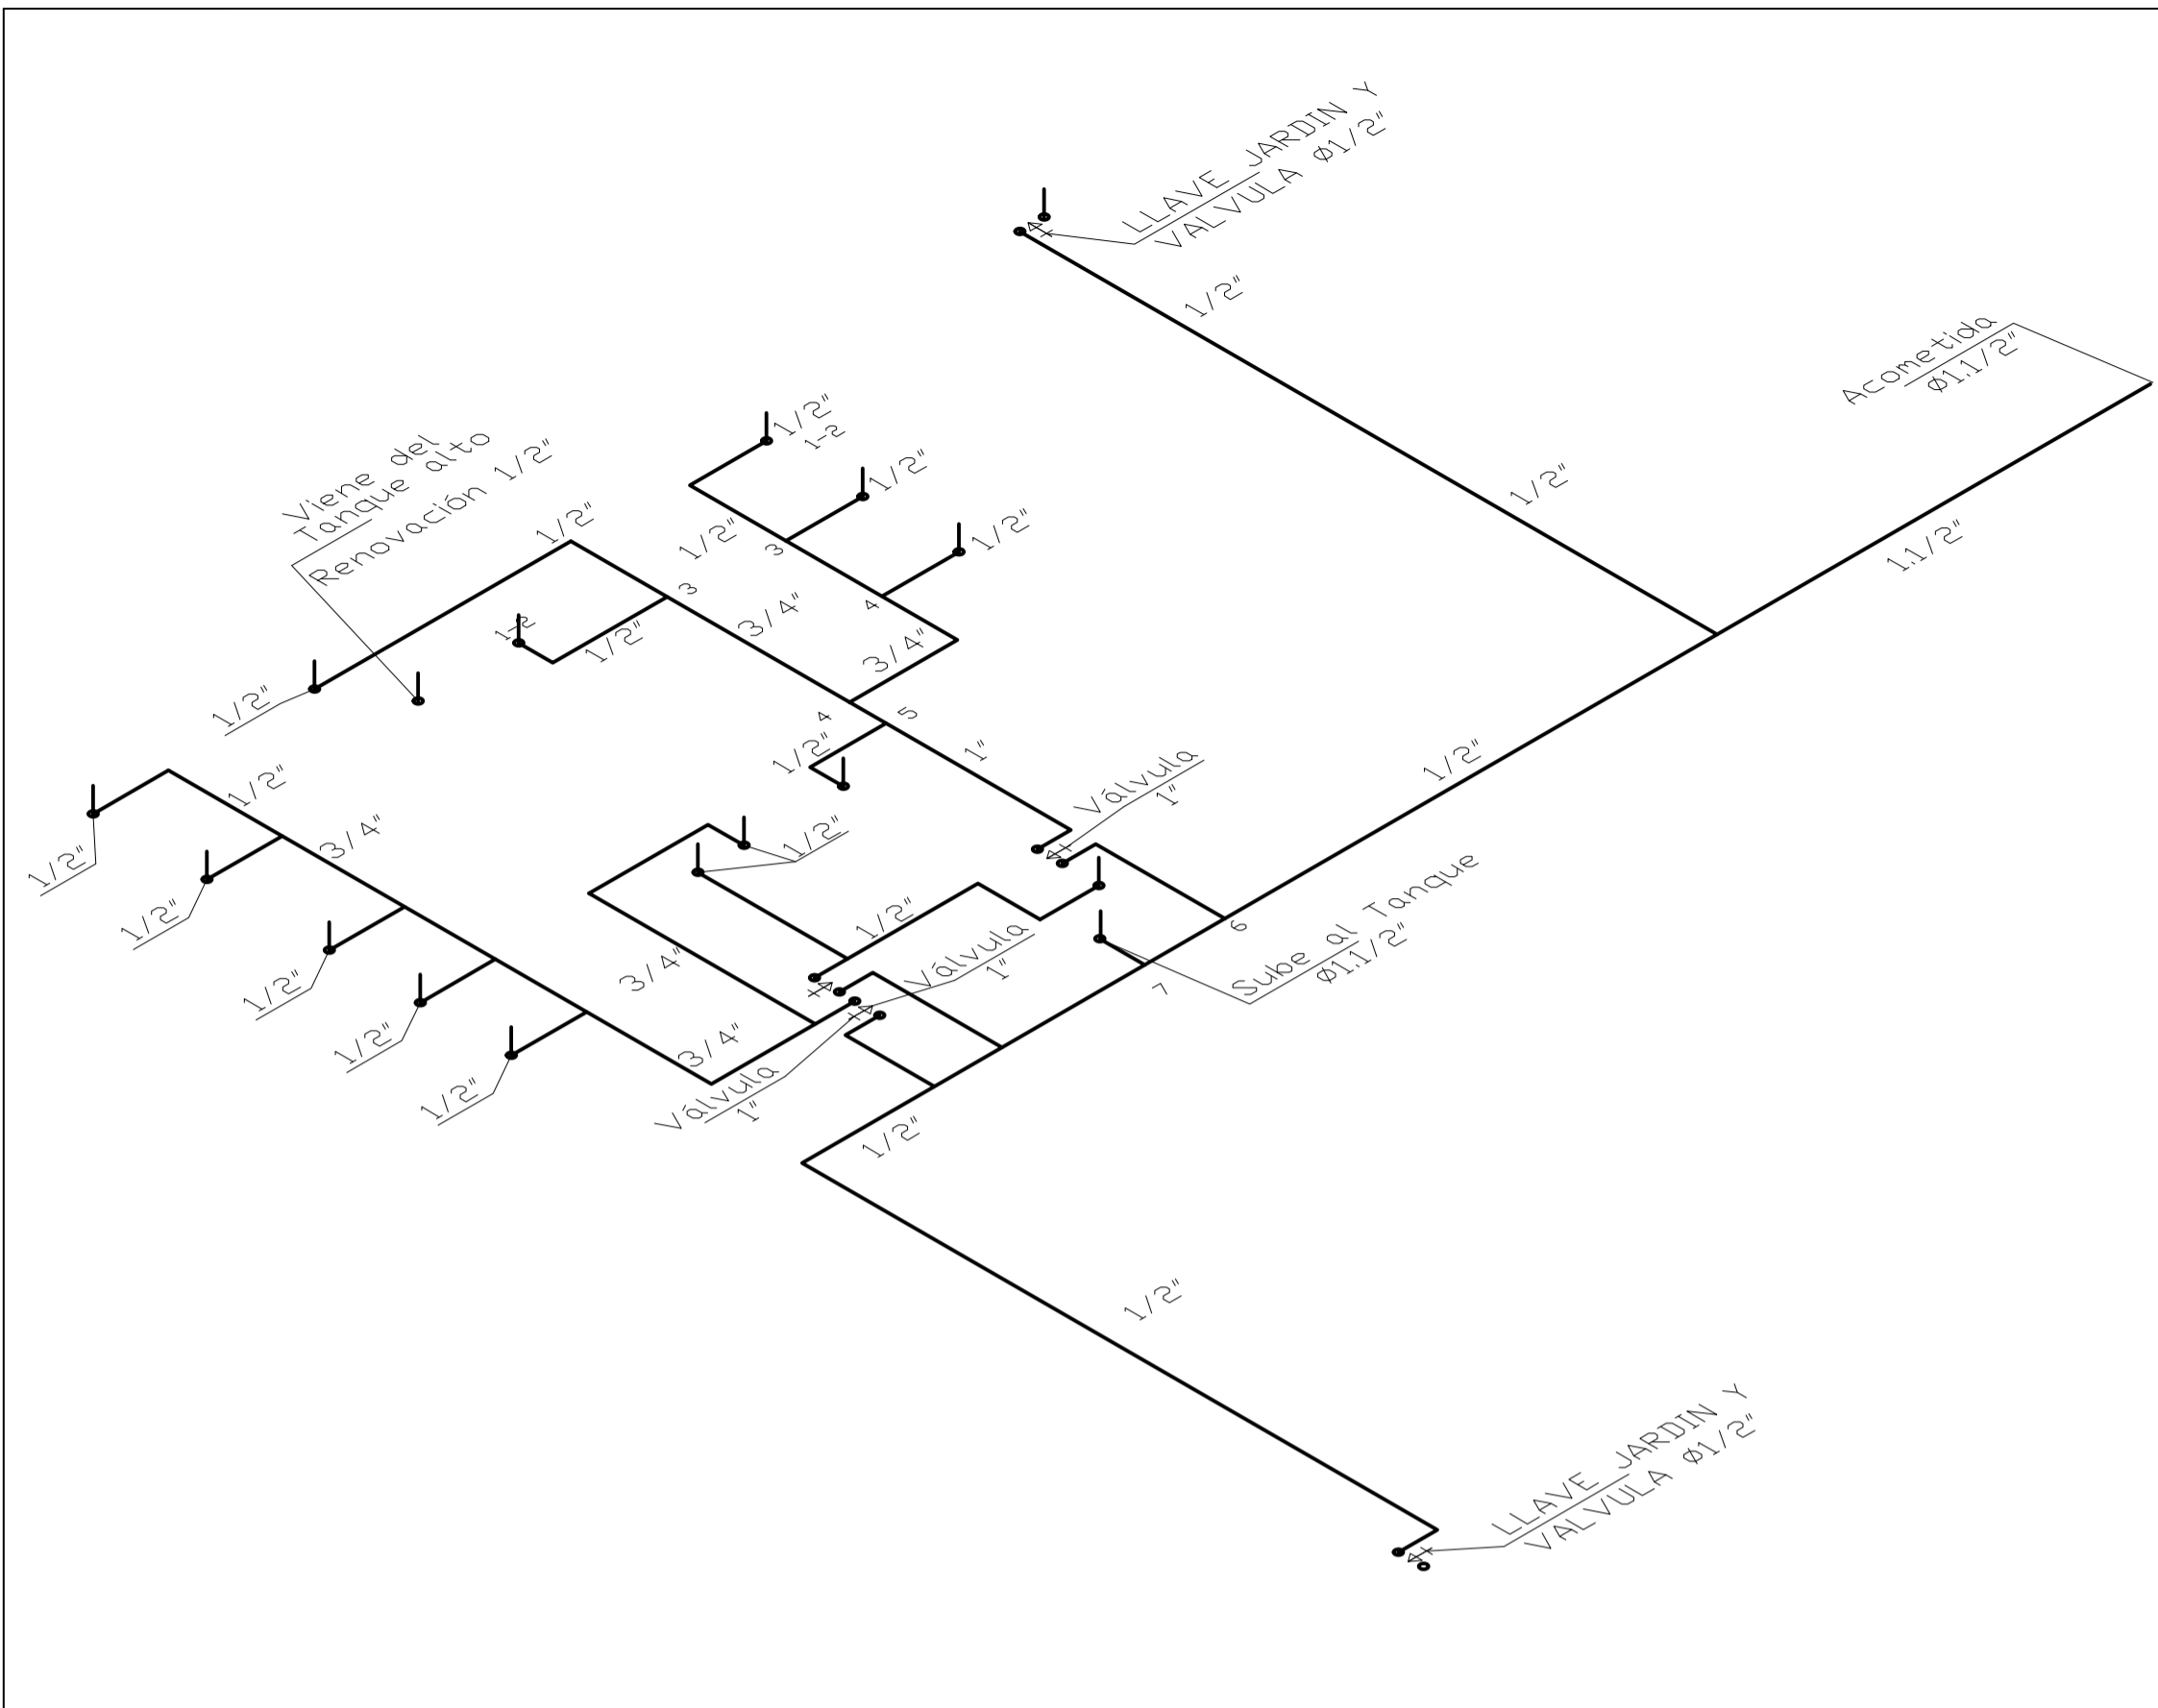 LLAVE JARDIN Y
VALVULA Ø1/2"
1/2"
Acometida
Ø1.1/2"
1/2"
1.1/2"
1/2"
1-2
1/2"
1/2"
Viene del
Tanque alto
Renovación 1/2"
1/2"
1/2"
3
3
4
3/4"
3/4"
1/2"
1/2"
4
5
1/2"
1"
1/2"
Válvula
1"
1/2"
3/4"
1/2"
1/2"
1/2"
1/2"
1/2"
1/2"
1/2"
6
Sube al Tanque
Ø1.1/2"
7
Válvula
1"
3/4"
3/4"
Válvula
1"
1/2"
1/2"
LLAVE JARDIN Y
VALVULA Ø1/2"